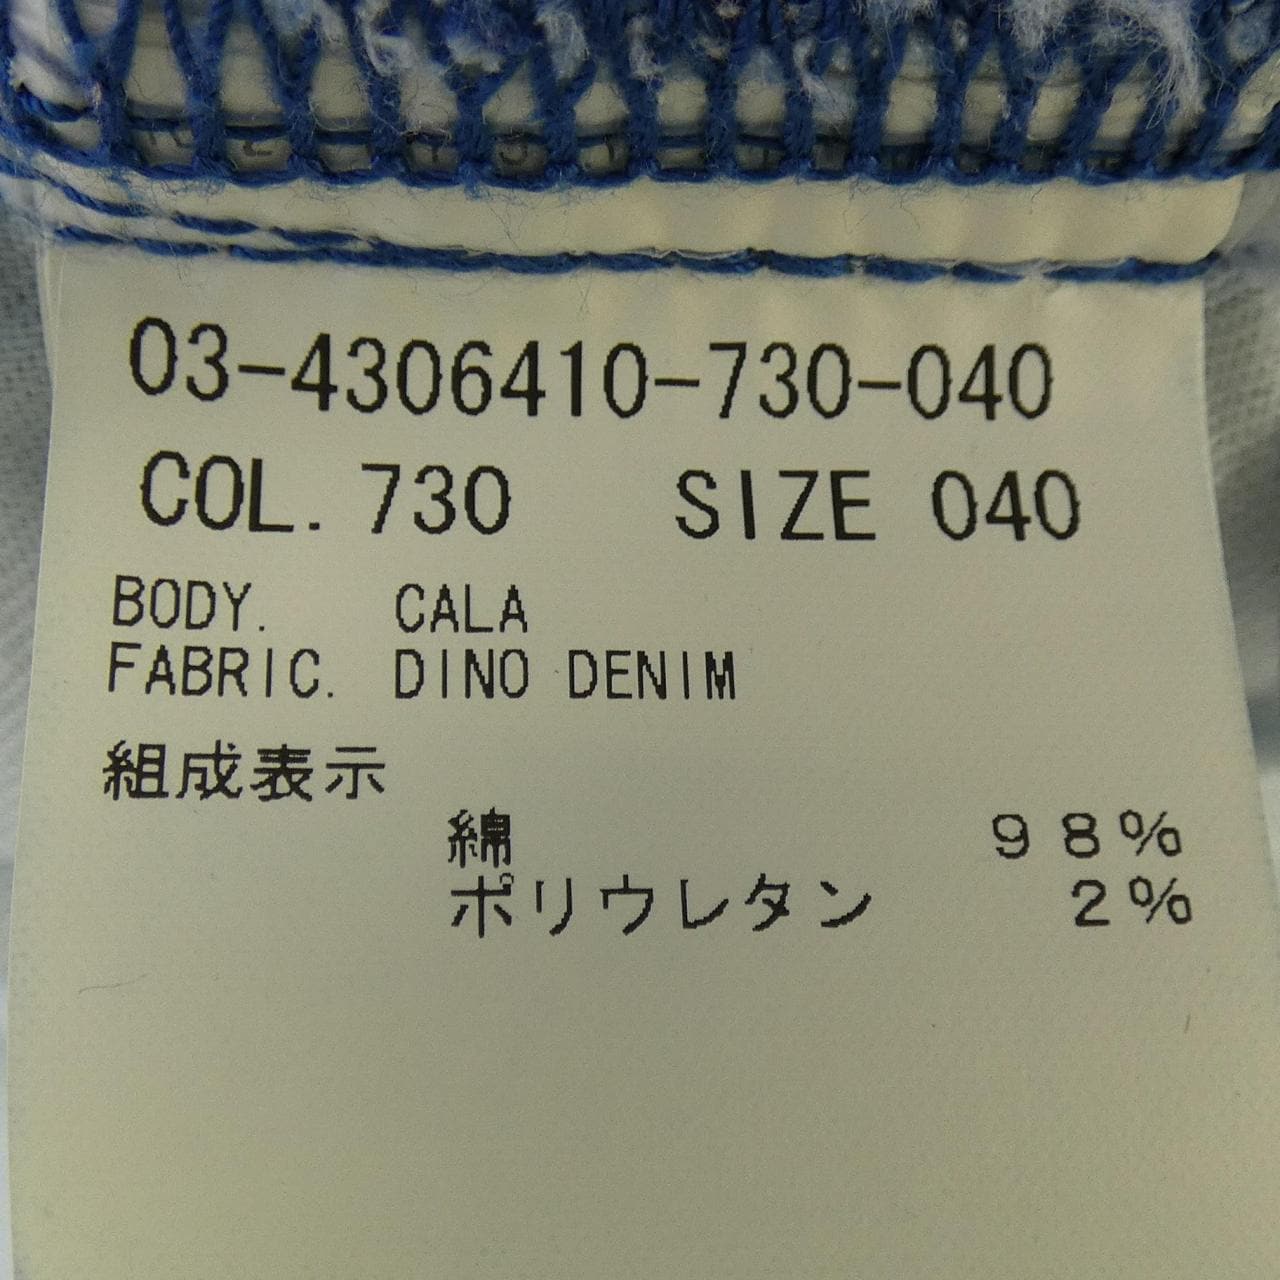 03-4306410-730-040
COL. 730 SIZE 040
BODY. CALA
FABRIC. DINO DENIM
組成表示
綿 98%
ポリウレタン 2%